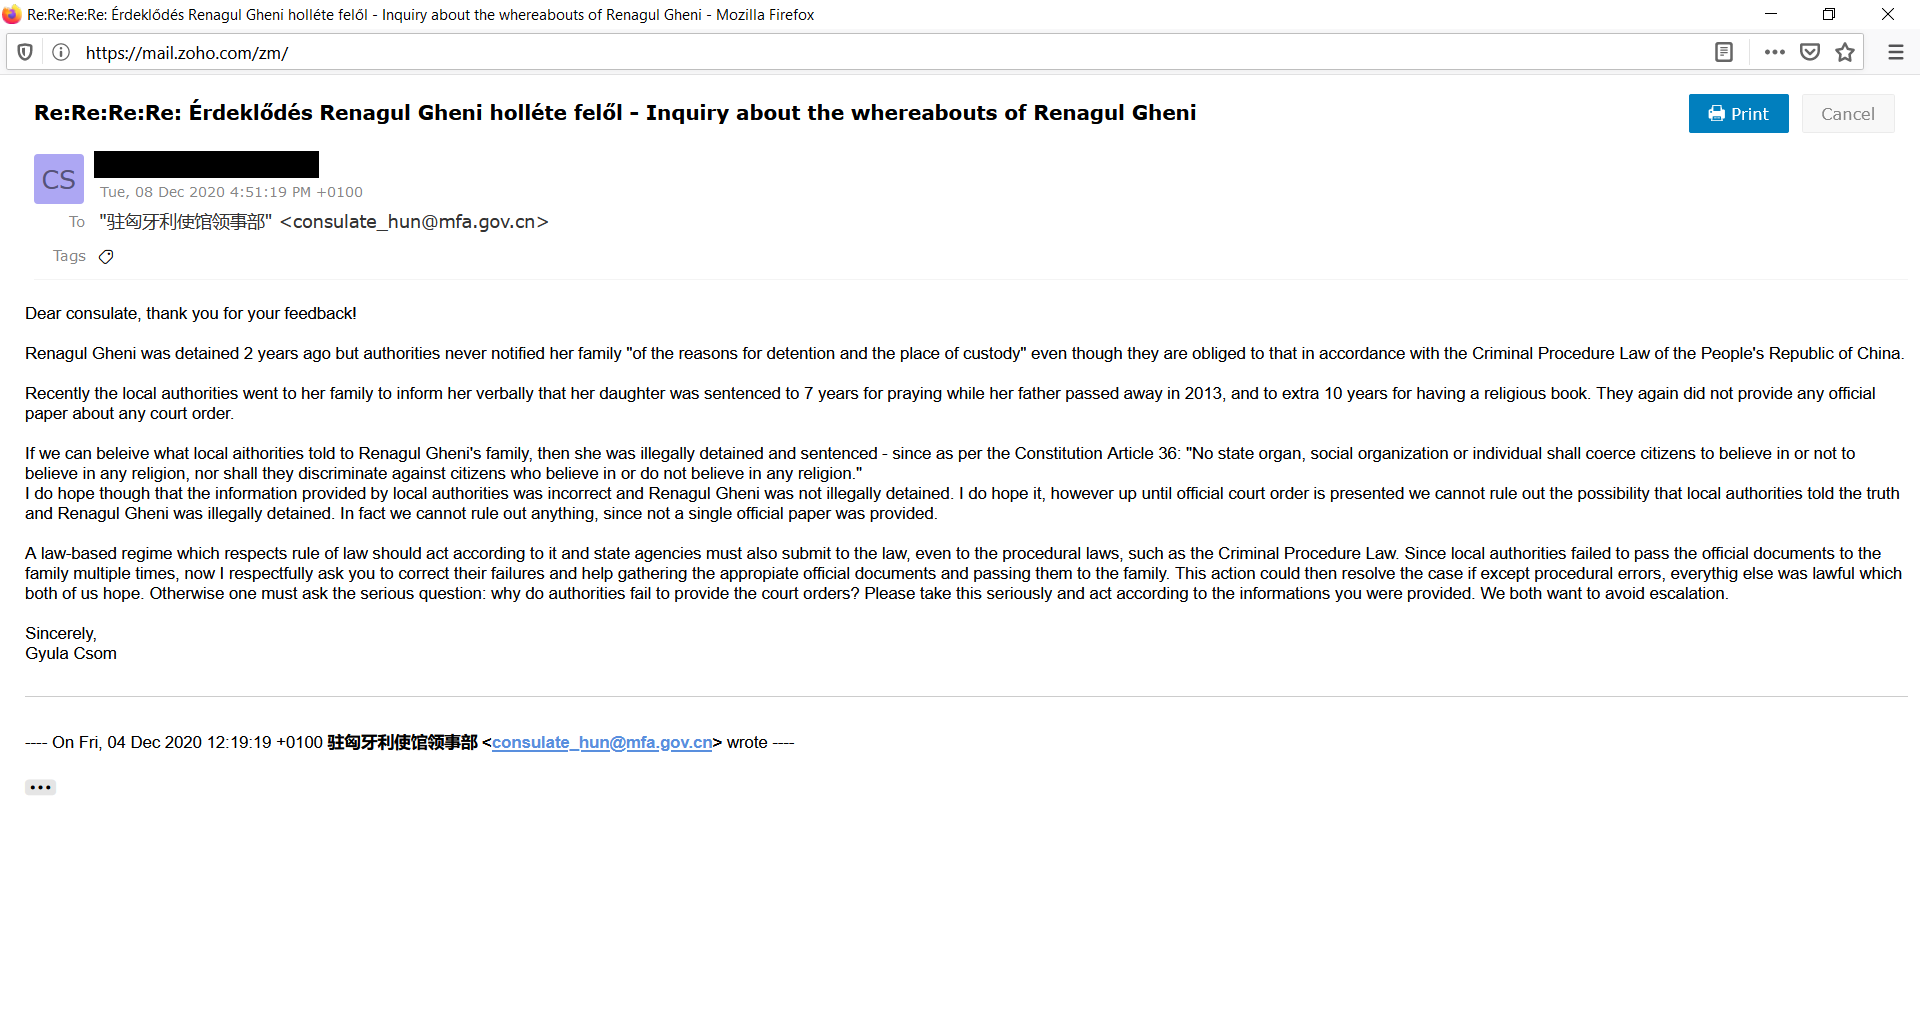 Re:Re:Re:Re: Érdeklődés Renagul Gheni holléte felől - Inquiry about the whereabouts of Renagul Gheni - Mozilla Firefox
https://mail.zoho.com/zm/
Re:Re:Re:Re: Érdeklődés Renagul Gheni holléte felől - Inquiry about the whereabouts of Renagul Gheni
Print
Cancel
CS
Tue, 08 Dec 2020 4:51:19 PM +0100
To "驻匈牙利使馆领事部" <consulate_hun@mfa.gov.cn>
Tags
Dear consulate, thank you for your feedback!
Renagul Gheni was detained 2 years ago but authorities never notified her family "of the reasons for detention and the place of custody" even though they are obliged to that in accordance with the Criminal Procedure Law of the People's Republic of China.
Recently the local authorities went to her family to inform her verbally that her daughter was sentenced to 7 years for praying while her father passed away in 2013, and to extra 10 years for having a religious book. They again did not provide any official
paper about any court order.
If we can beleive what local aithorities told to Renagul Gheni's family, then she was illegally detained and sentenced - since as per the Constitution Article 36: "No state organ, social organization or individual shall coerce citizens to believe in or not to
believe in any religion, nor shall they discriminate against citizens who believe in or do not believe in any religion."
I do hope though that the information provided by local authorities was incorrect and Renagul Gheni was not illegally detained. I do hope it, however up until official court order is presented we cannot rule out the possibility that local authorities told the truth
and Renagul Gheni was illegally detained. In fact we cannot rule out anything, since not a single official paper was provided.
A law-based regime which respects rule of law should act according to it and state agencies must also submit to the law, even to the procedural laws, such as the Criminal Procedure Law. Since local authorities failed to pass the official documents to the
family multiple times, now I respectfully ask you to correct their failures and help gathering the appropiate official documents and passing them to the family. This action could then resolve the case if except procedural errors, everythig else was lawful which
both of us hope. Otherwise one must ask the serious question: why do authorities fail to provide the court orders? Please take this seriously and act according to the informations you were provided. We both want to avoid escalation.
Sincerely,
Gyula Csom
---- On Fri, 04 Dec 2020 12:19:19 +0100 驻匈牙利使馆领事部 <consulate_hun@mfa.gov.cn> wrote ----